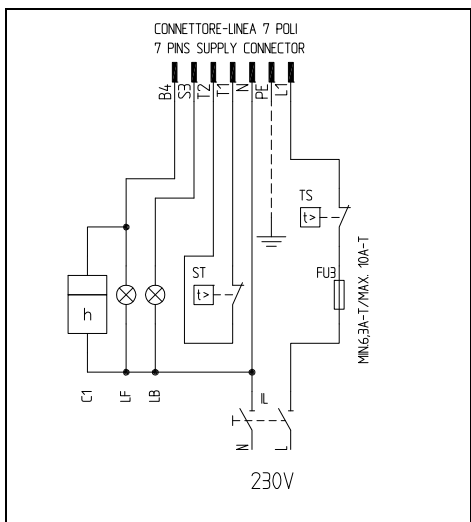 CONNETTORE-LINEA 7 POLI
7 PINS SUPPLY CONNECTOR
B4
S3
T2
T1
N
PE
L1
TS
t>
ST
t>
FU3
MIN.6,3A-T/MAX. 10A-T
h
C1
LF
LB
IL
N
L
230V